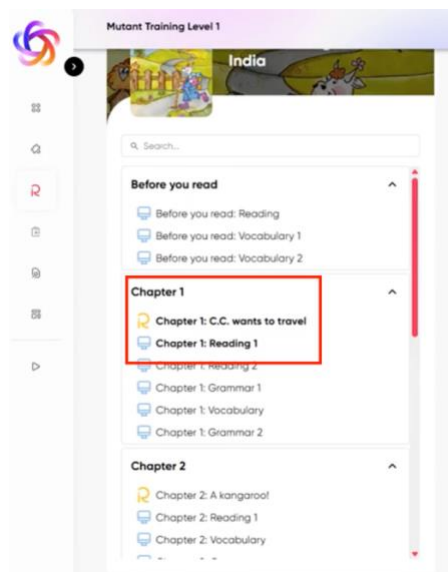 Mutant Training Level 1
India
Search...
Before you read
Before you read: Reading
Before you read: Vocabulary 1
Before you read: Vocabulary 2
Chapter 1
Chapter 1: C.C. wants to travel
Chapter 1: Reading 1
Chapter 1: Reading 2
Chapter 1: Grammar 1
Chapter 1: Vocabulary
Chapter 1: Grammar 2
Chapter 2
Chapter 2: A kangaroo!
Chapter 2: Reading 1
Chapter 2: Vocabulary